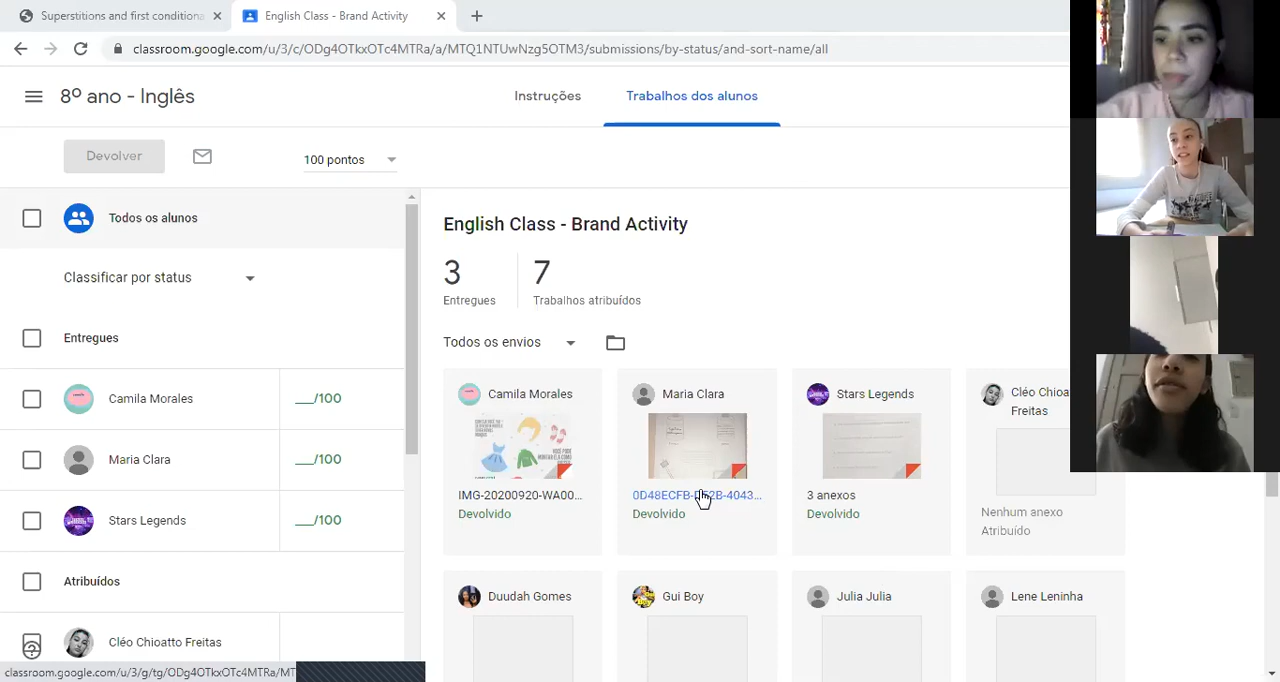 Superstitions and first conditiona
English Class - Brand Activity
classroom.google.com/u/3/c/ODg4OTkxOTc4MTRa/a/MTQ1NTUwNzg5OTM3/submissions/by-status/and-sort-name/all
8º ano - Inglês
Instruções
Trabalhos dos alunos
Devolver
100 pontos
Todos os alunos
Classificar por status
Entregues
Camila Morales
__/100
Maria Clara
__/100
Stars Legends
__/100
Atribuídos
Cléo Chioatto Freitas
English Class - Brand Activity
3
7
Entregues
Trabalhos atribuídos
Todos os envios
Camila Morales
IMG-20200920-WA00...
Devolvido
Maria Clara
Devolvido
Stars Legends
3 anexos
Devolvido
Cléo Chioatto
Freitas
Nenhum anexo
Atribuído
Duudah Gomes
Gui Boy
Julia Julia
Lene Leninha
classroom.google.com/u/3/g/tg/ODg4OTkxOTc4MTRa/MT